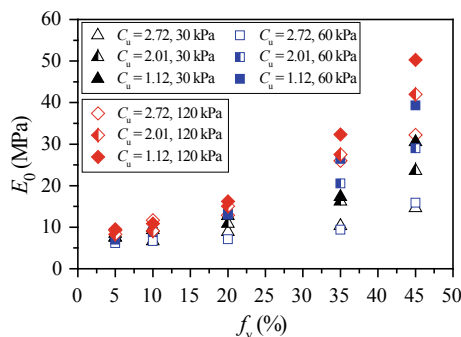 60
50
40
30
20
10
0
E₀ (MPa)
Cᵤ = 2.72, 30 kPa
Cᵤ = 2.01, 30 kPa
Cᵤ = 1.12, 30 kPa
Cᵤ = 2.72, 60 kPa
Cᵤ = 2.01, 60 kPa
Cᵤ = 1.12, 60 kPa
Cᵤ = 2.72, 120 kPa
Cᵤ = 2.01, 120 kPa
Cᵤ = 1.12, 120 kPa
0 5 10 15 20 25 30 35 40 45 50
fᵥ (%)